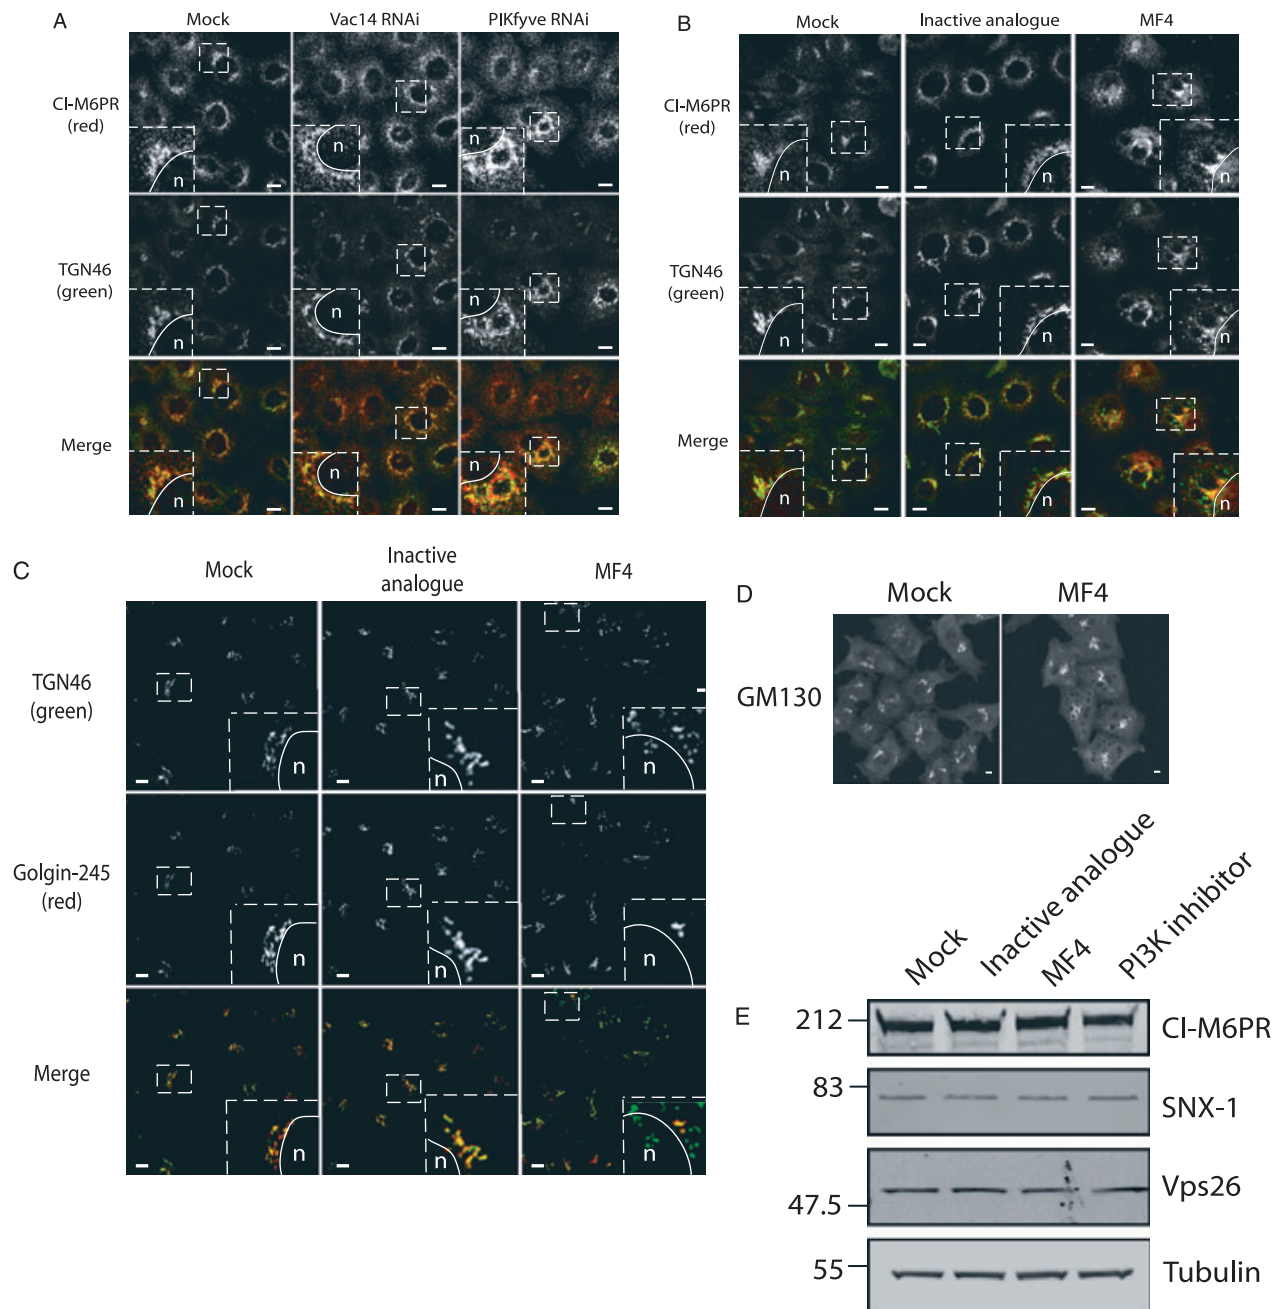 A
Mock
Vac14 RNAi
PIKfyve RNAi
CI-M6PR
(red)
n
n
n
TGN46
(green)
n
n
n
Merge
n
n
n
B
Mock
Inactive analogue
MF4
CI-M6PR
(red)
n
n
n
TGN46
(green)
n
n
n
Merge
n
n
n
C
Mock
Inactive
analogue
MF4
TGN46
(green)
n
n
n
Golgin-245
(red)
n
n
n
Merge
n
n
n
D
Mock
MF4
GM130
E
Mock
Inactive analogue
MF4
PI3K inhibitor
212
CI-M6PR
83
SNX-1
Vps26
47.5
55
Tubulin